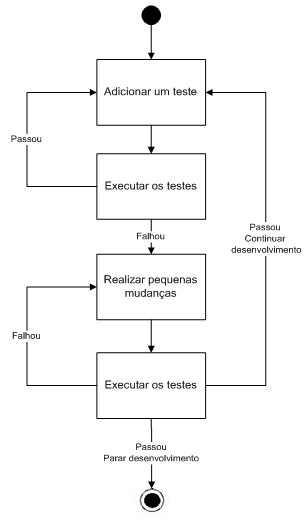 Adicionar um teste
Passou
Executar os testes
Falhou
Passou
Continuar
desenvolvimento
Realizar pequenas
mudanças
Falhou
Executar os testes
Passou
Parar desenvolvimento